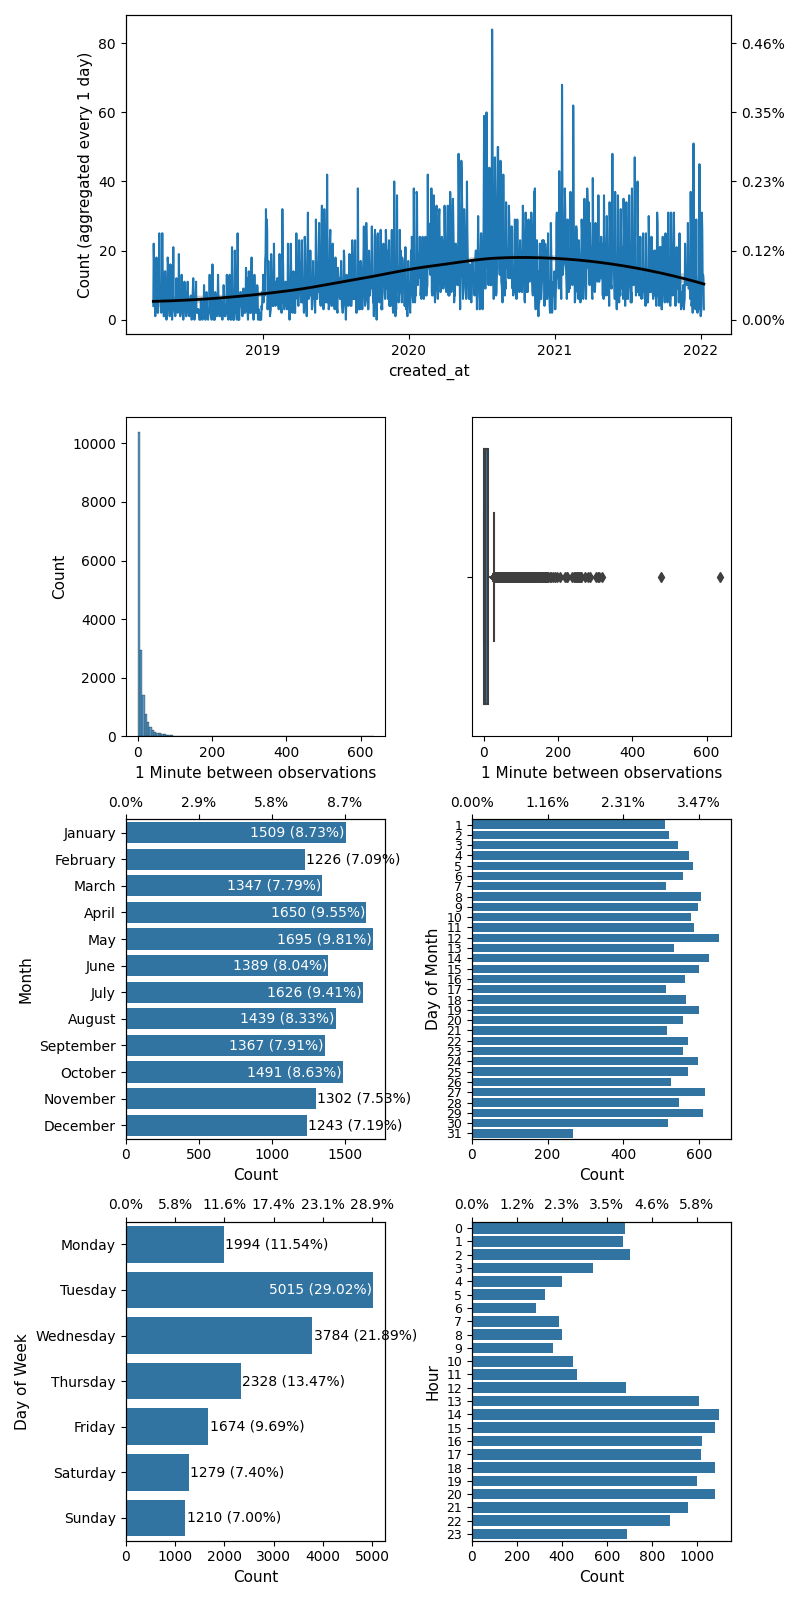 Count (aggregated every 1 day)
80
60
40
20
0
0.46%
0.35%
0.23%
0.12%
0.00%
2019 2020 2021 2022
created_at
Count
10000
8000
6000
4000
2000
0
0 200 400 600
1 Minute between observations
0 200 400 600
1 Minute between observations
0.0% 2.9% 5.8% 8.7%
Month
January 1509 (8.73%)
February 1226 (7.09%)
March 1347 (7.79%)
April 1650 (9.55%)
May 1695 (9.81%)
June 1389 (8.04%)
July 1626 (9.41%)
August 1439 (8.33%)
September 1367 (7.91%)
October 1491 (8.63%)
November 1302 (7.53%)
December 1243 (7.19%)
0 500 1000 1500
Count
0.00% 1.16% 2.31% 3.47%
Day of Month
1
2
3
4
5
6
7
8
9
10
11
12
13
14
15
16
17
18
19
20
21
22
23
24
25
26
27
28
29
30
31
0 200 400 600
Count
0.0% 5.8% 11.6% 17.4% 23.1% 28.9%
Day of Week
Monday 1994 (11.54%)
Tuesday 5015 (29.02%)
Wednesday 3784 (21.89%)
Thursday 2328 (13.47%)
Friday 1674 (9.69%)
Saturday 1279 (7.40%)
Sunday 1210 (7.00%)
0 1000 2000 3000 4000 5000
Count
0.0% 1.2% 2.3% 3.5% 4.6% 5.8%
Hour
0
1
2
3
4
5
6
7
8
9
10
11
12
13
14
15
16
17
18
19
20
21
22
23
0 200 400 600 800 1000
Count